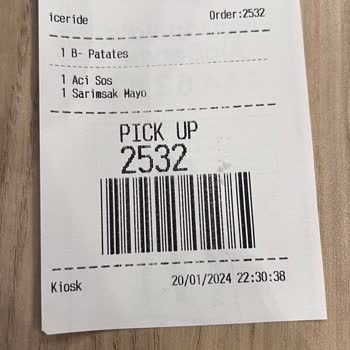 iceride Order:2532
1 B- Patates
1 Aci Sos
1 Sarimsak Mayo
PICK UP
2532
Kiosk 20/01/2024 22:30:38